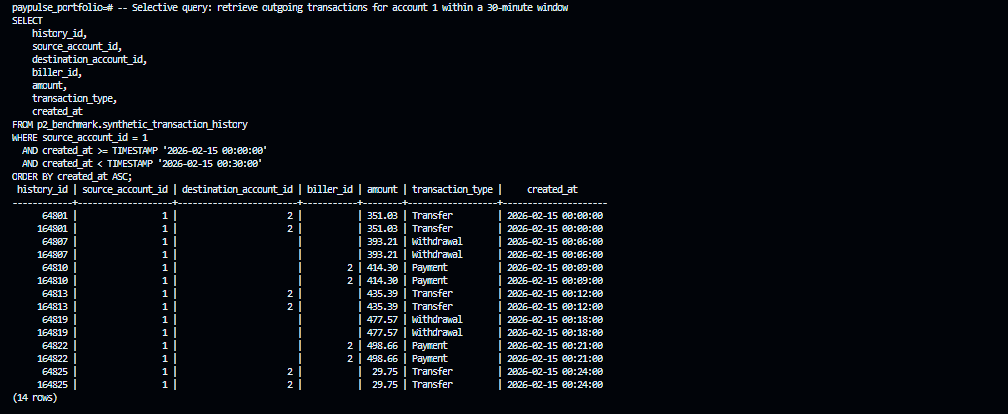 paypulse_portfolio=# -- Selective query: retrieve outgoing transactions for account 1 within a 30-minute window
SELECT
    history_id,
    source_account_id,
    destination_account_id,
    biller_id,
    amount,
    transaction_type,
    created_at
FROM p2_benchmark.synthetic_transaction_history
WHERE source_account_id = 1
  AND created_at >= TIMESTAMP '2026-02-15 00:00:00'
  AND created_at < TIMESTAMP '2026-02-15 00:30:00'
ORDER BY created_at ASC;
 history_id | source_account_id | destination_account_id | biller_id | amount | transaction_type |     created_at
------------+-------------------+------------------------+-----------+--------+------------------+---------------------
      64801 |                 1 |                      2 |           | 351.03 | Transfer         | 2026-02-15 00:00:00
     164801 |                 1 |                      2 |           | 351.03 | Transfer         | 2026-02-15 00:00:00
      64807 |                 1 |                        |           | 393.21 | Withdrawal       | 2026-02-15 00:06:00
     164807 |                 1 |                        |           | 393.21 | Withdrawal       | 2026-02-15 00:06:00
      64810 |                 1 |                        |         2 | 414.30 | Payment          | 2026-02-15 00:09:00
     164810 |                 1 |                        |         2 | 414.30 | Payment          | 2026-02-15 00:09:00
      64813 |                 1 |                      2 |           | 435.39 | Transfer         | 2026-02-15 00:12:00
     164813 |                 1 |                      2 |           | 435.39 | Transfer         | 2026-02-15 00:12:00
      64819 |                 1 |                        |           | 477.57 | Withdrawal       | 2026-02-15 00:18:00
     164819 |                 1 |                        |           | 477.57 | Withdrawal       | 2026-02-15 00:18:00
      64822 |                 1 |                        |         2 | 498.66 | Payment          | 2026-02-15 00:21:00
     164822 |                 1 |                        |         2 | 498.66 | Payment          | 2026-02-15 00:21:00
      64825 |                 1 |                      2 |           |  29.75 | Transfer         | 2026-02-15 00:24:00
     164825 |                 1 |                      2 |           |  29.75 | Transfer         | 2026-02-15 00:24:00
(14 rows)